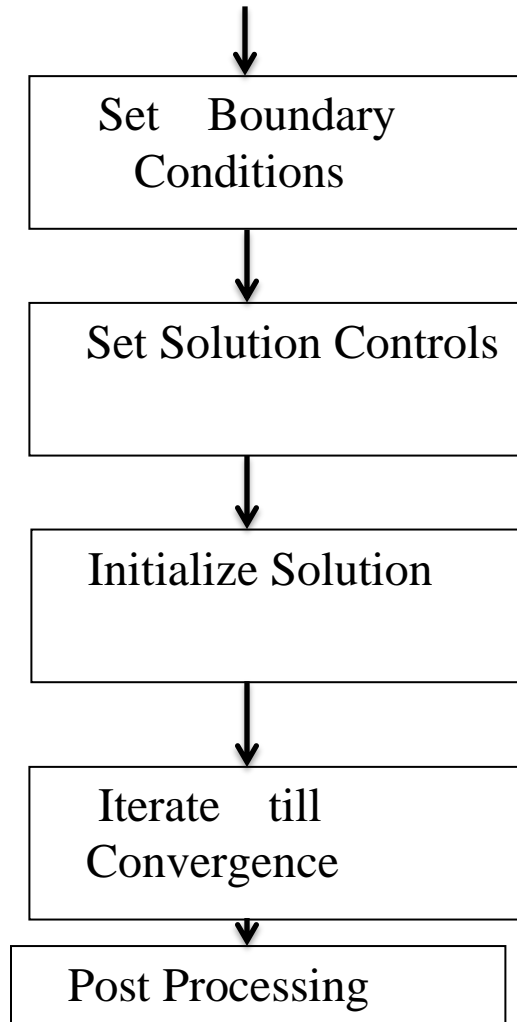 Set Boundary
Conditions
Set Solution Controls
Initialize Solution
Iterate till
Convergence
Post Processing